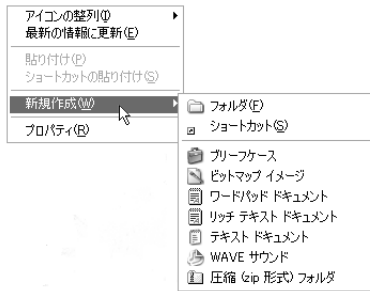 アイコンの整列(I)
最新の情報に更新(E)
貼り付け(P)
ショートカットの貼り付け(S)
新規作成(W)
プロパティ(R)
フォルダ(F)
ショートカット(S)
ブリーフケース
ビットマップ イメージ
ワードパッド ドキュメント
リッチ テキスト ドキュメント
テキスト ドキュメント
WAVE サウンド
圧縮 (zip 形式) フォルダ